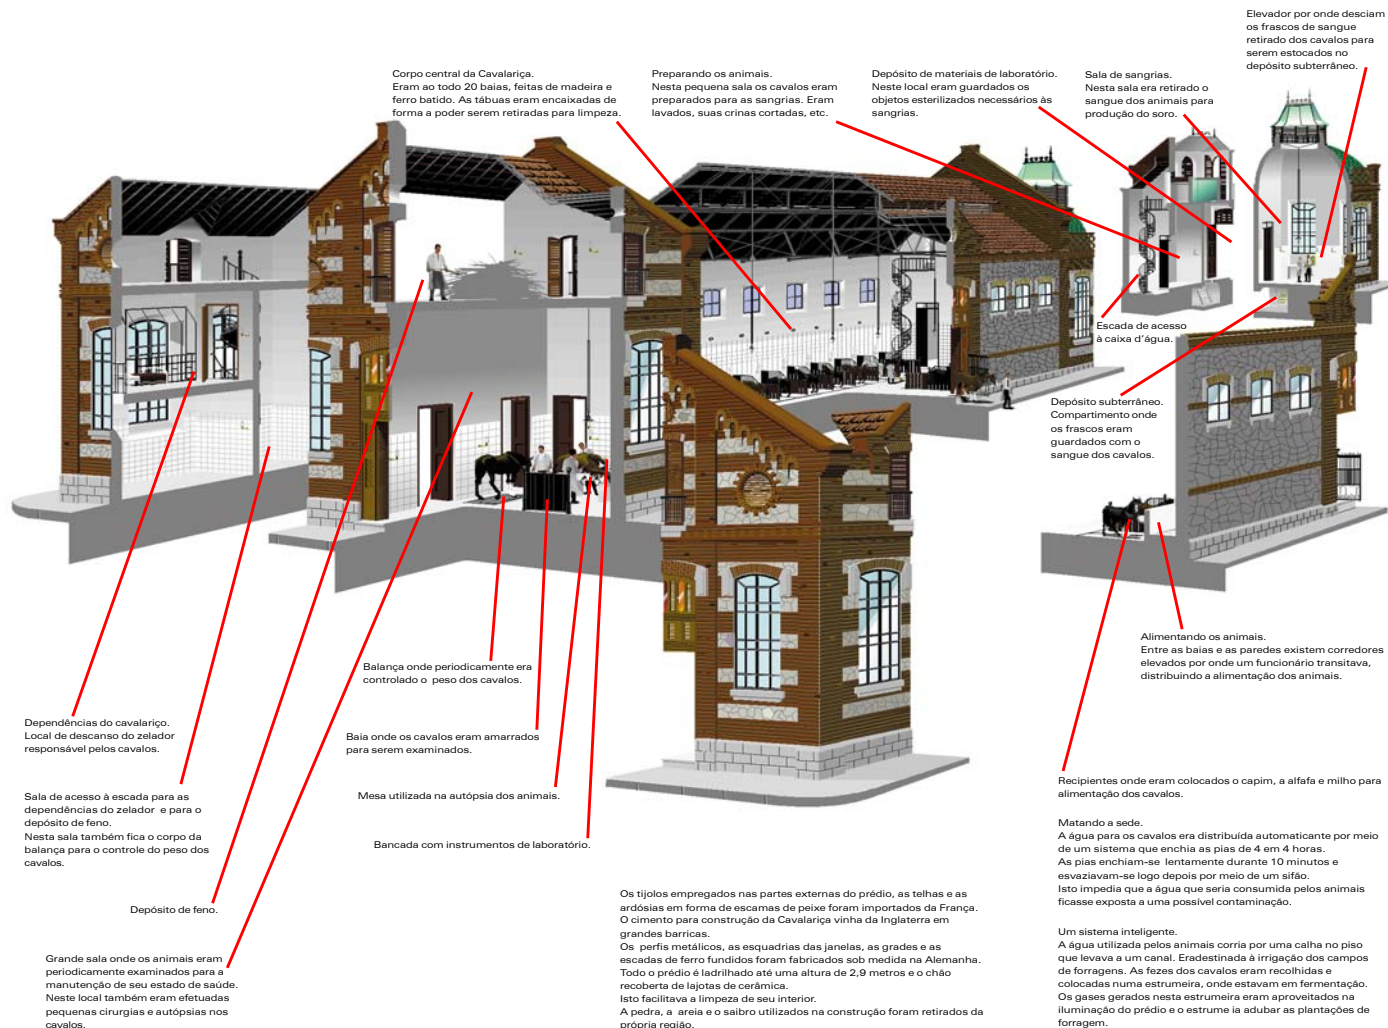 Elevador por onde desciam
os frascos de sangue
retirado dos cavalos para
serem estocados no
depósito subterrâneo.
Corpo central da Cavalariça.
Eram ao todo 20 baias, feitas de madeira e
ferro batido. As tábuas eram encaixadas de
forma a poder serem retiradas para limpeza.
Preparando os animais.
Nesta pequena sala os cavalos eram
preparados para as sangrias. Eram
lavados, suas crinas cortadas, etc.
Depósito de materiais de laboratório.
Neste local eram guardados os
objetos esterilizados necessários às
sangrias.
Sala de sangrias.
Nesta sala era retirado o
sangue dos animais para
produção do soro.
Escada de acesso
à caixa d'água.
Depósito subterrâneo.
Compartimento onde
os frascos eram
guardados com o
sangue dos cavalos.
Alimentando os animais.
Entre as baias e as paredes existem corredores
elevados por onde um funcionário transitava,
distribuindo a alimentação dos animais.
Balança onde periodicamente era
controlado o peso dos cavalos.
Dependências do cavalariço.
Local de descanso do zelador
responsável pelos cavalos.
Baia onde os cavalos eram amarrados
para serem examinados.
Sala de acesso à escada para as
dependências do zelador e para o
depósito de feno.
Nesta sala também fica o corpo da
balança para o controle do peso dos
cavalos.
Mesa utilizada na autópsia dos animais.
Bancada com instrumentos de laboratório.
Depósito de feno.
Grande sala onde os animais eram
periodicamente examinados para a
manutenção de seu estado de saúde.
Neste local também eram efetuadas
pequenas cirurgias e autópsias nos
cavalos.
Os tijolos empregados nas partes externas do prédio, as telhas e as
ardósias em forma de escamas de peixe foram importados da França.
O cimento para construção da Cavalariça vinha da Inglaterra em
grandes barricas.
Os perfis metálicos, as esquadrias das janelas, as grades e as
escadas de ferro fundidos foram fabricados sob medida na Alemanha.
Todo o prédio é ladrilhado até uma altura de 2,9 metros e o chão
recoberta de lajotas de cerâmica.
Isto facilitava a limpeza de seu interior.
A pedra, a areia e o saibro utilizados na construção foram retirados da
própria região.
Recipientes onde eram colocados o capim, a alfafa e milho para
alimentação dos cavalos.
Matando a sede.
A água para os cavalos era distribuída automaticante por meio
de um sistema que enchia as pias de 4 em 4 horas.
As pias enchiam-se lentamente durante 10 minutos e
esvaziavam-se logo depois por meio de um sifão.
Isto impedia que a água que seria consumida pelos animais
ficasse exposta a uma possível contaminação.
Um sistema inteligente.
A água utilizada pelos animais corria por uma calha no piso
que levava a um canal. Eradestinada à irrigação dos campos
de forragens. As fezes dos cavalos eram recolhidas e
colocadas numa estrumeira, onde estavam em fermentação.
Os gases gerados nesta estrumeira eram aproveitados na
iluminação do prédio e o estrume ia adubar as plantações de
forragem.